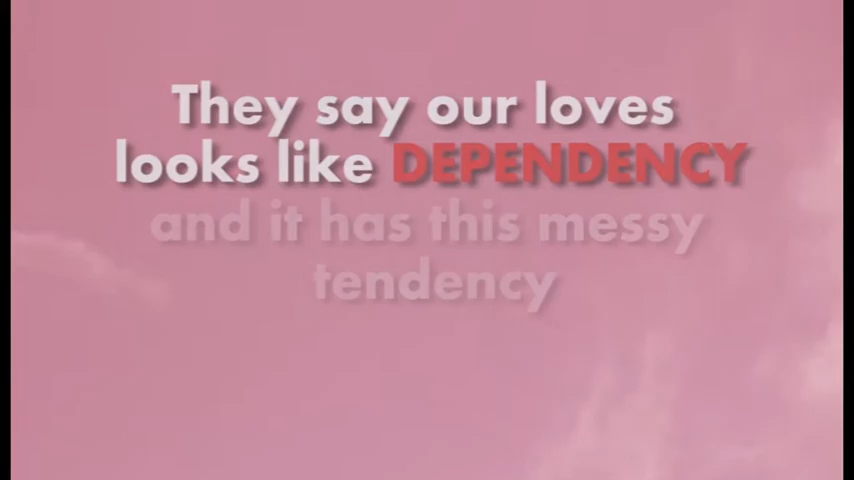 They say our loves
looks like DEPENDENCY
and it has this messy
tendency